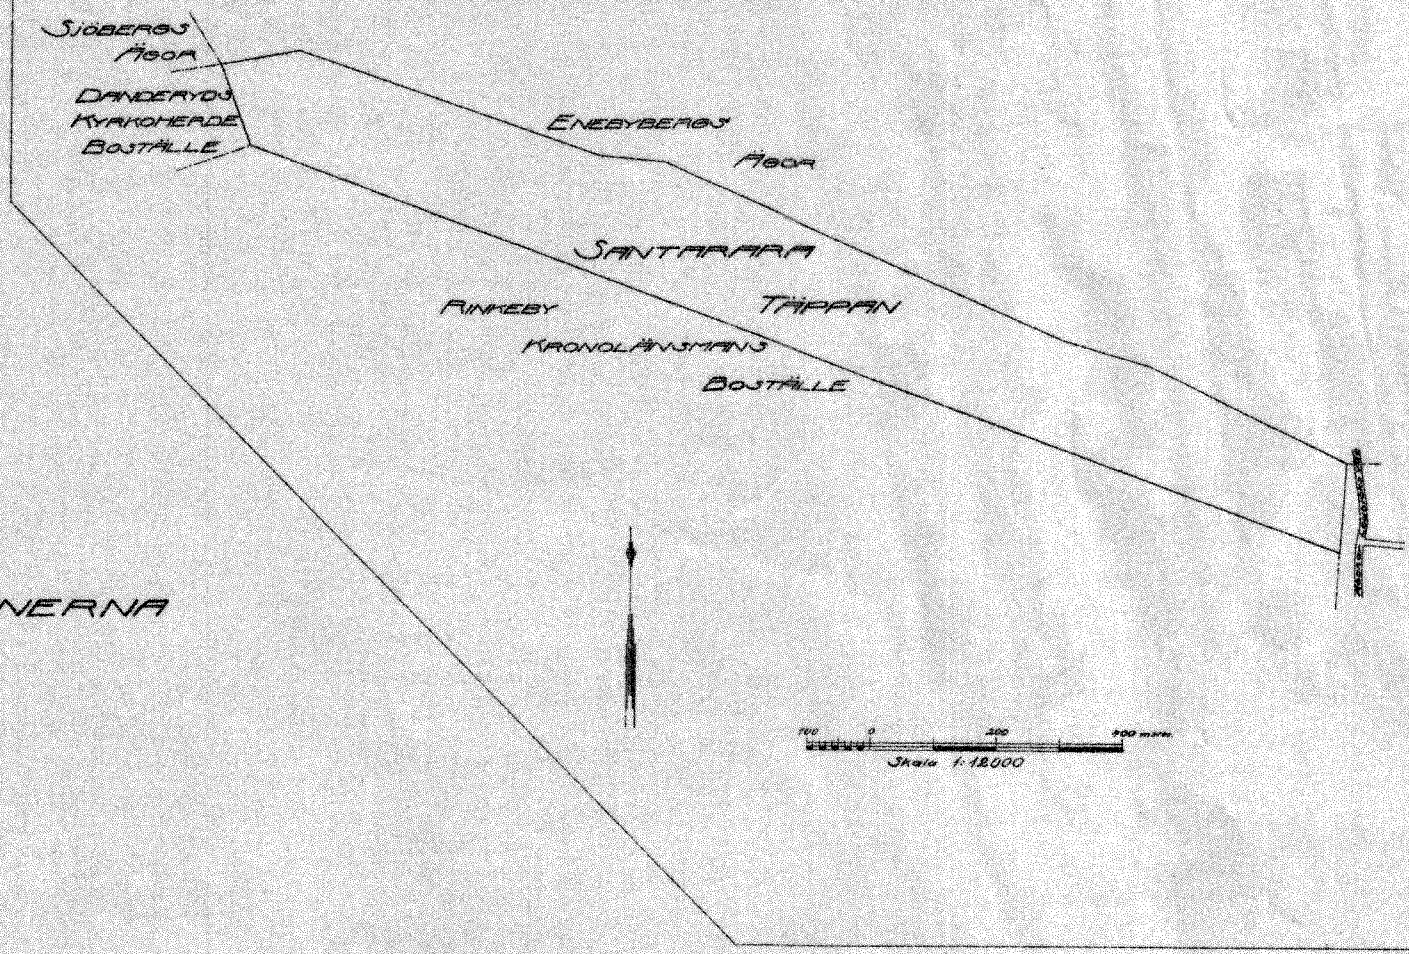 SJÖBERGS
ÄGOR
DANDERYDS
KYRKOHERDE
BOSTÄLLE
ENEBYBERGS
ÄGOR
SANTARARA
TÄPPAN
RINKEBY
KRONOLÄNSMANS
BOSTÄLLE
NERNA
100 0 200 400 meter
Skala 1:12000